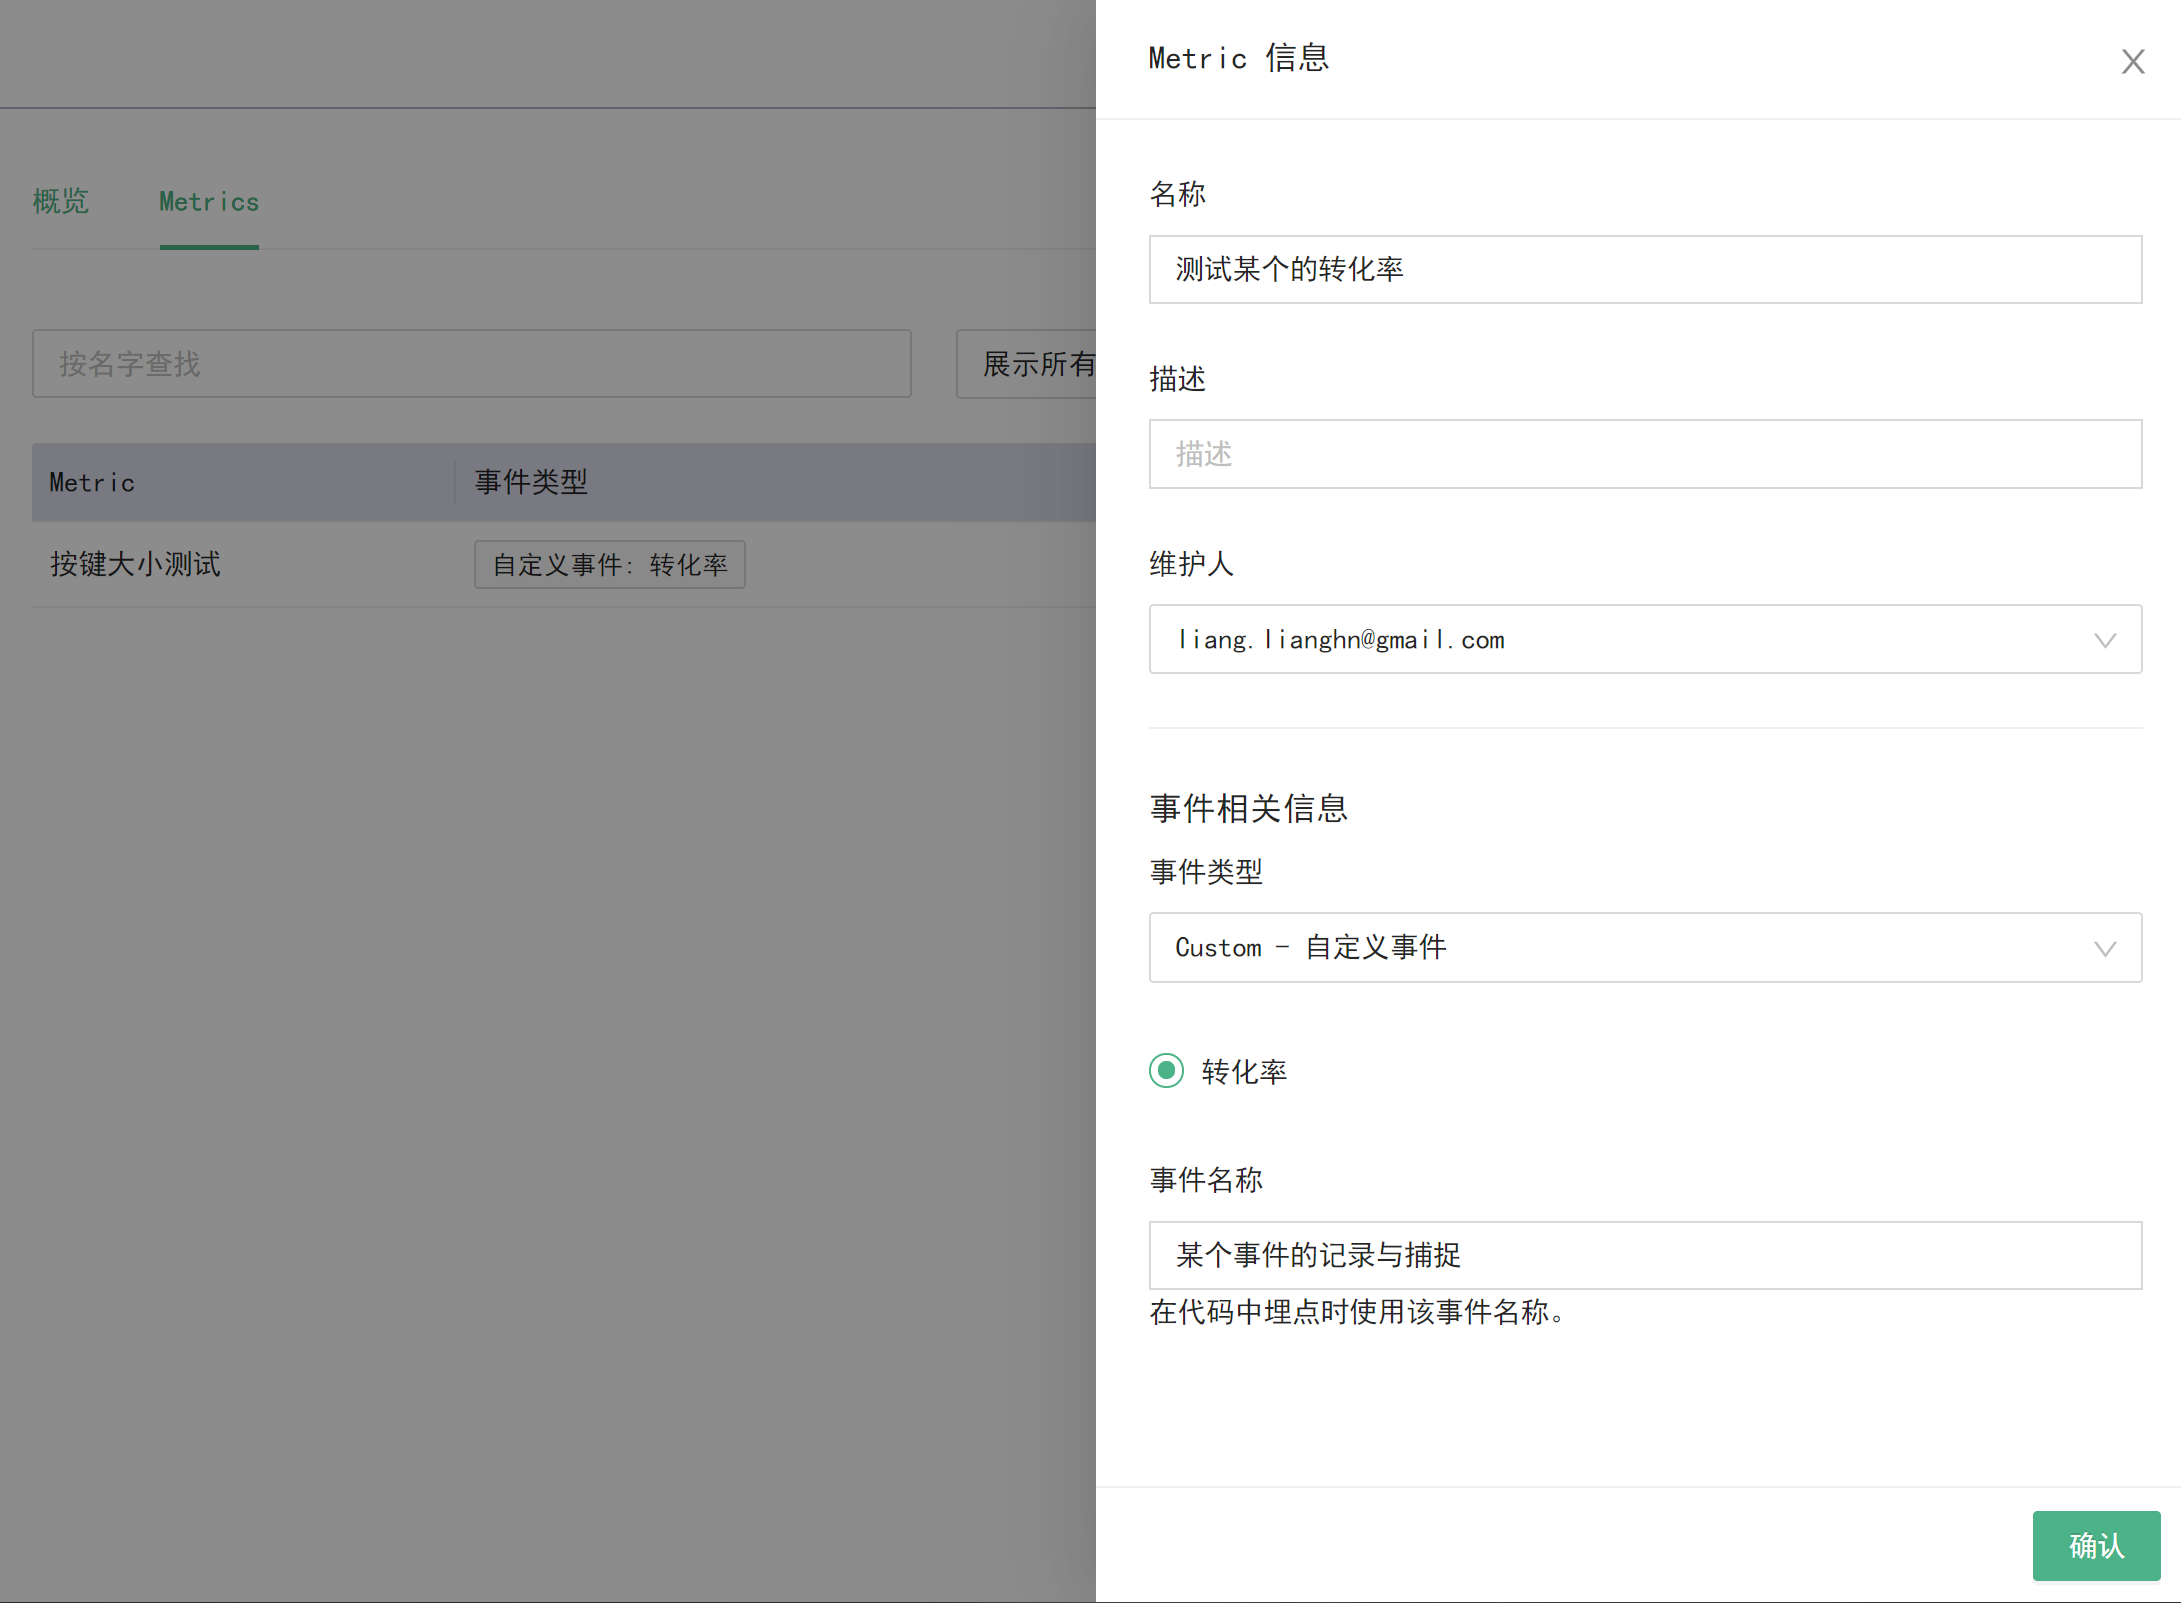 概览
Metrics
按名字查找
展示所有
Metric
事件类型
按键大小测试
自定义事件: 转化率
Metric 信息
名称
测试某个的转化率
描述
描述
维护人
liang.lianghn@gmail.com
事件相关信息
事件类型
Custom - 自定义事件
转化率
事件名称
某个事件的记录与捕捉
在代码中埋点时使用该事件名称。
确认